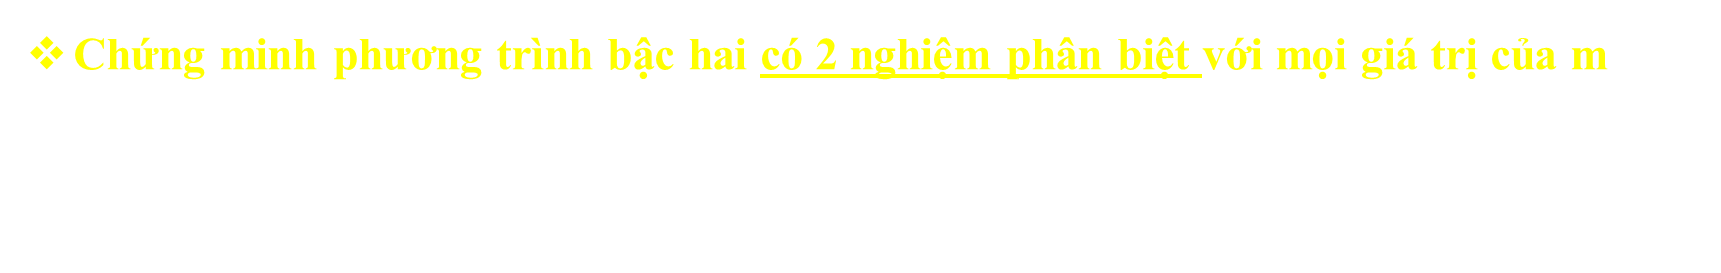 ❖ Chứng minh phương trình bậc hai có 2 nghiệm phân biệt với mọi giá trị của m